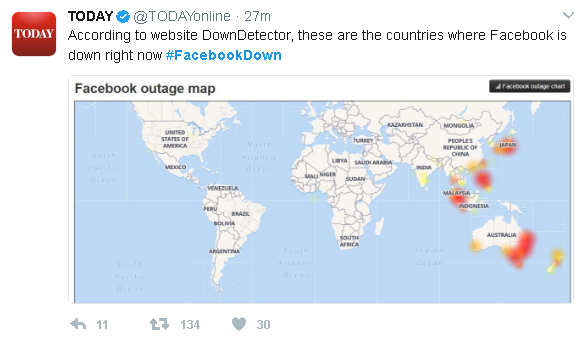 TODAY @TODAYonline · 27m
TODAY
According to website DownDetector, these are the countries where Facebook is
down right now #FacebookDown
Facebook outage map
Facebook outage chart
KAZAKHSTAN
MONGOLIA
UNITED
STATES OF
AMERICA
North
Pacific
Ocean
North
Atlantic
Ocean
TURKEY
PEOPLE'S
REPUBLIC OF
CHINA
JAPAN
MEXICO
LIBYA
SAUDI ARABIA
INDIA
MALI
NIGER
SUDAN
VENEZUELA
MALAYSIA
INDONESIA
PERU
BRAZIL
BOLIVIA
AUSTRALIA
SOUTH
AFRICA
ARGENTINA
South
Pacific
Ocean
South
Atlantic
Ocean
Indian
Ocean
11 134 30